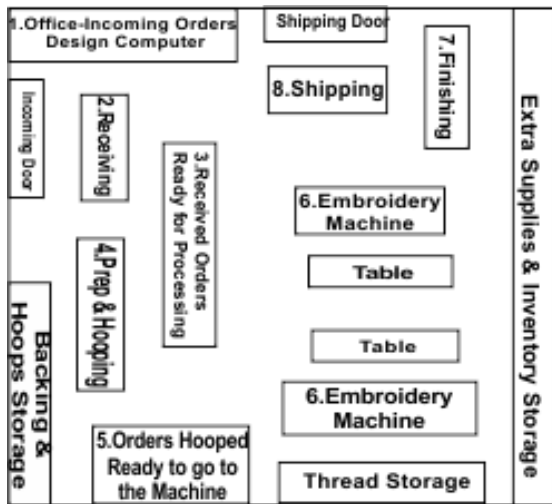 1.Office-Incoming Orders
Design Computer
Shipping Door
7.Finishing
8.Shipping
Incoming Door
2.Receiving
3.Received Orders
Ready for Processing
Extra Supplies & Inventory Storage
6.Embroidery
Machine
4.Prep & Hooping
Table
Backing &
Hoops Storage
Table
6.Embroidery
Machine
5.Orders Hooped
Ready to go to
the Machine
Thread Storage